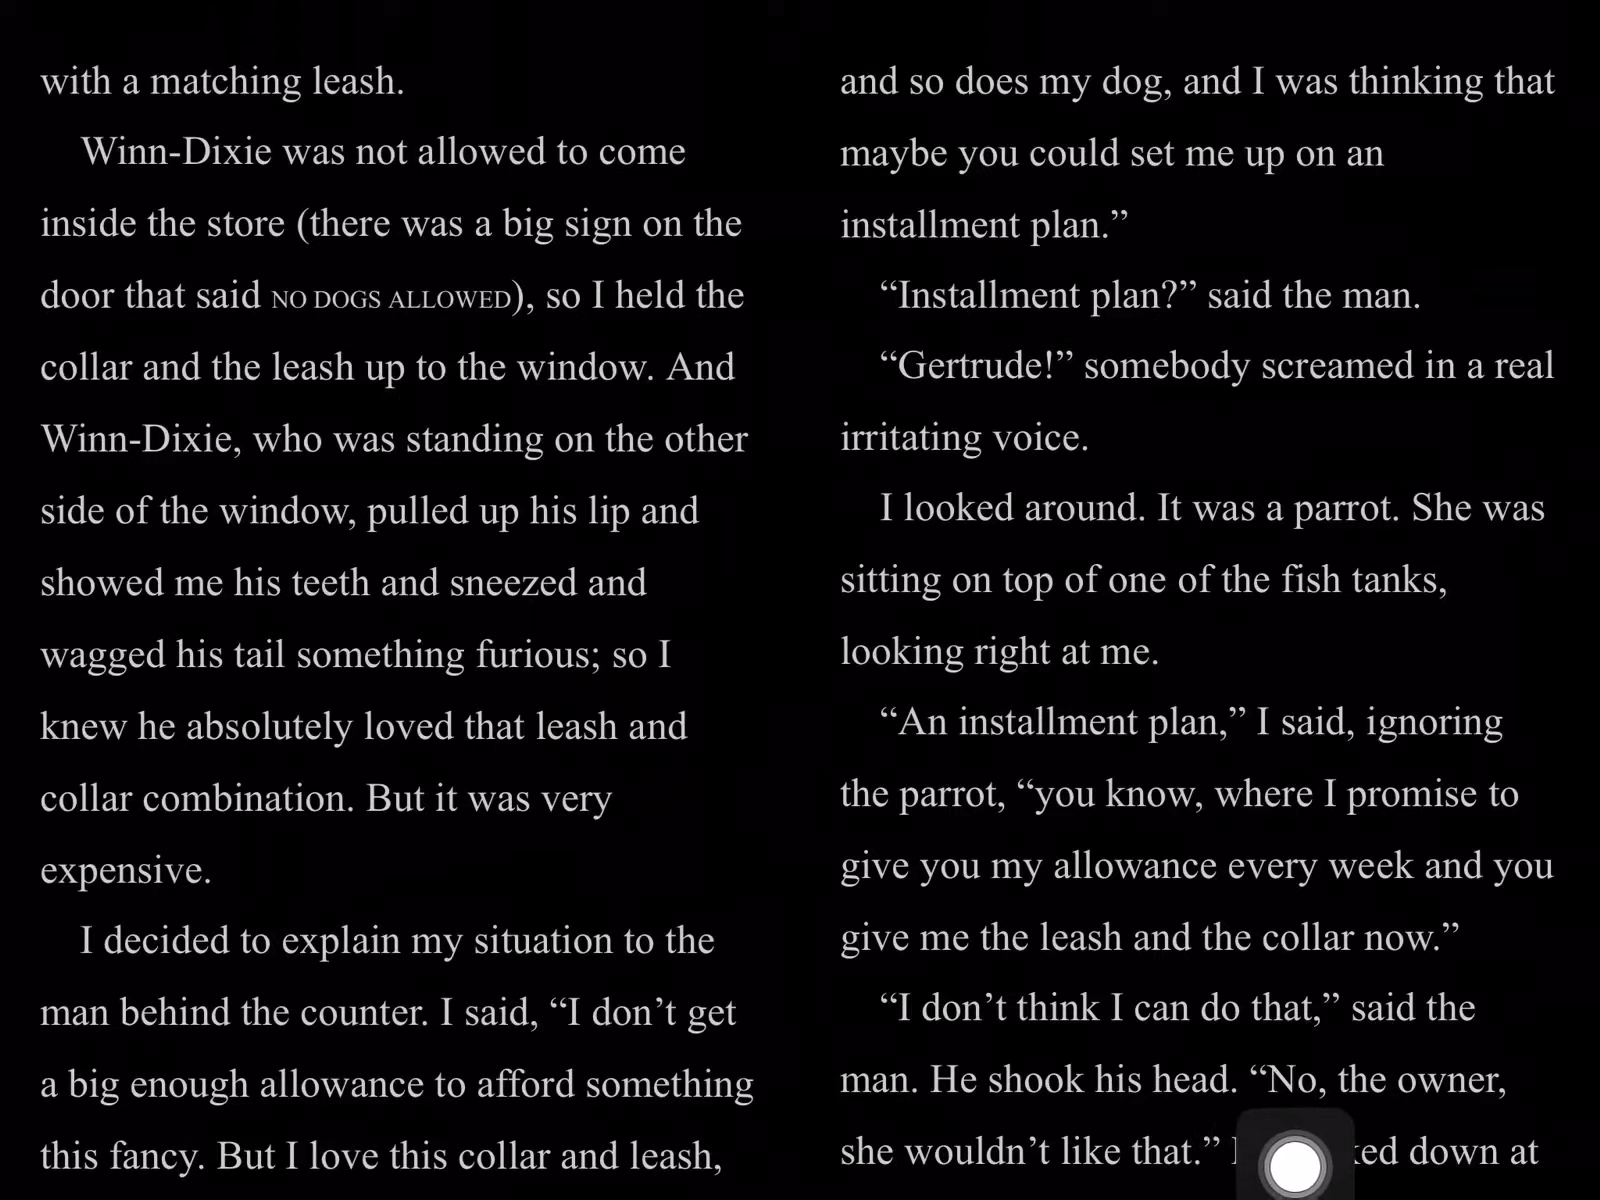 with a matching leash.
Winn-Dixie was not allowed to come
inside the store (there was a big sign on the
door that said NO DOGS ALLOWED), so I held the
collar and the leash up to the window. And
Winn-Dixie, who was standing on the other
side of the window, pulled up his lip and
showed me his teeth and sneezed and
wagged his tail something furious; so I
knew he absolutely loved that leash and
collar combination. But it was very
expensive.
I decided to explain my situation to the
man behind the counter. I said, “I don’t get
a big enough allowance to afford something
this fancy. But I love this collar and leash,
and so does my dog, and I was thinking that
maybe you could set me up on an
installment plan.”
“Installment plan?” said the man.
“Gertrude!” somebody screamed in a real
irritating voice.
I looked around. It was a parrot. She was
sitting on top of one of the fish tanks,
looking right at me.
“An installment plan,” I said, ignoring
the parrot, “you know, where I promise to
give you my allowance every week and you
give me the leash and the collar now.”
“I don’t think I can do that,” said the
man. He shook his head. “No, the owner,
she wouldn’t like that.” down at